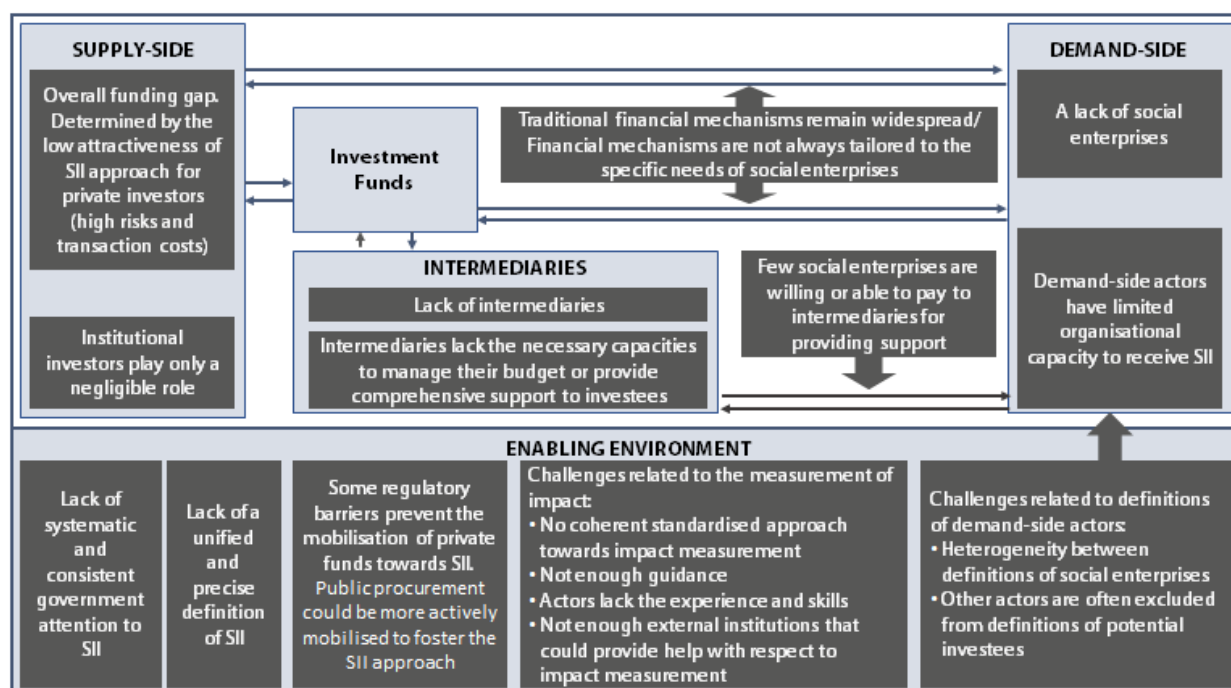 SUPPLY-SIDE
Overall funding gap.
Determined by the
low attractiveness of
SII approach for
private investors
(high risks and
transaction costs)
Institutional
investors play only a
negligible role
Investment
Funds
Traditional financial mechanisms remain widespread/
Financial mechanisms are not always tailored to the
specific needs of social enterprises
INTERMEDIARIES
Lack of intermediaries
Intermediaries lack the necessary capacities
to manage their budget or provide
comprehensive support to investees
Few social enterprises are
willing or able to pay to
intermediaries for
providing support
DEMAND-SIDE
A lack of social
enterprises
Demand-side actors
have limited
organisational
capacity to receive SII
ENABLING ENVIRONMENT
Lack of
systematic
and
consistent
government
attention to
SII
Lack of a
unified
and
precise
definition
of SII
Some regulatory
barriers prevent the
mobilisation of private
funds towards SII.
Public procurement
could be more actively
mobilised to foster the
SII approach
Challenges related to the measurement of
impact:
• No coherent standardised approach
towards impact measurement
• Not enough guidance
• Actors lack the experience and skills
• Not enough external institutions that
could provide help with respect to
impact measurement
Challenges related to definitions
of demand-side actors:
• Heterogeneity between
definitions of social enterprises
• Other actors are often excluded
from definitions of potential
investees